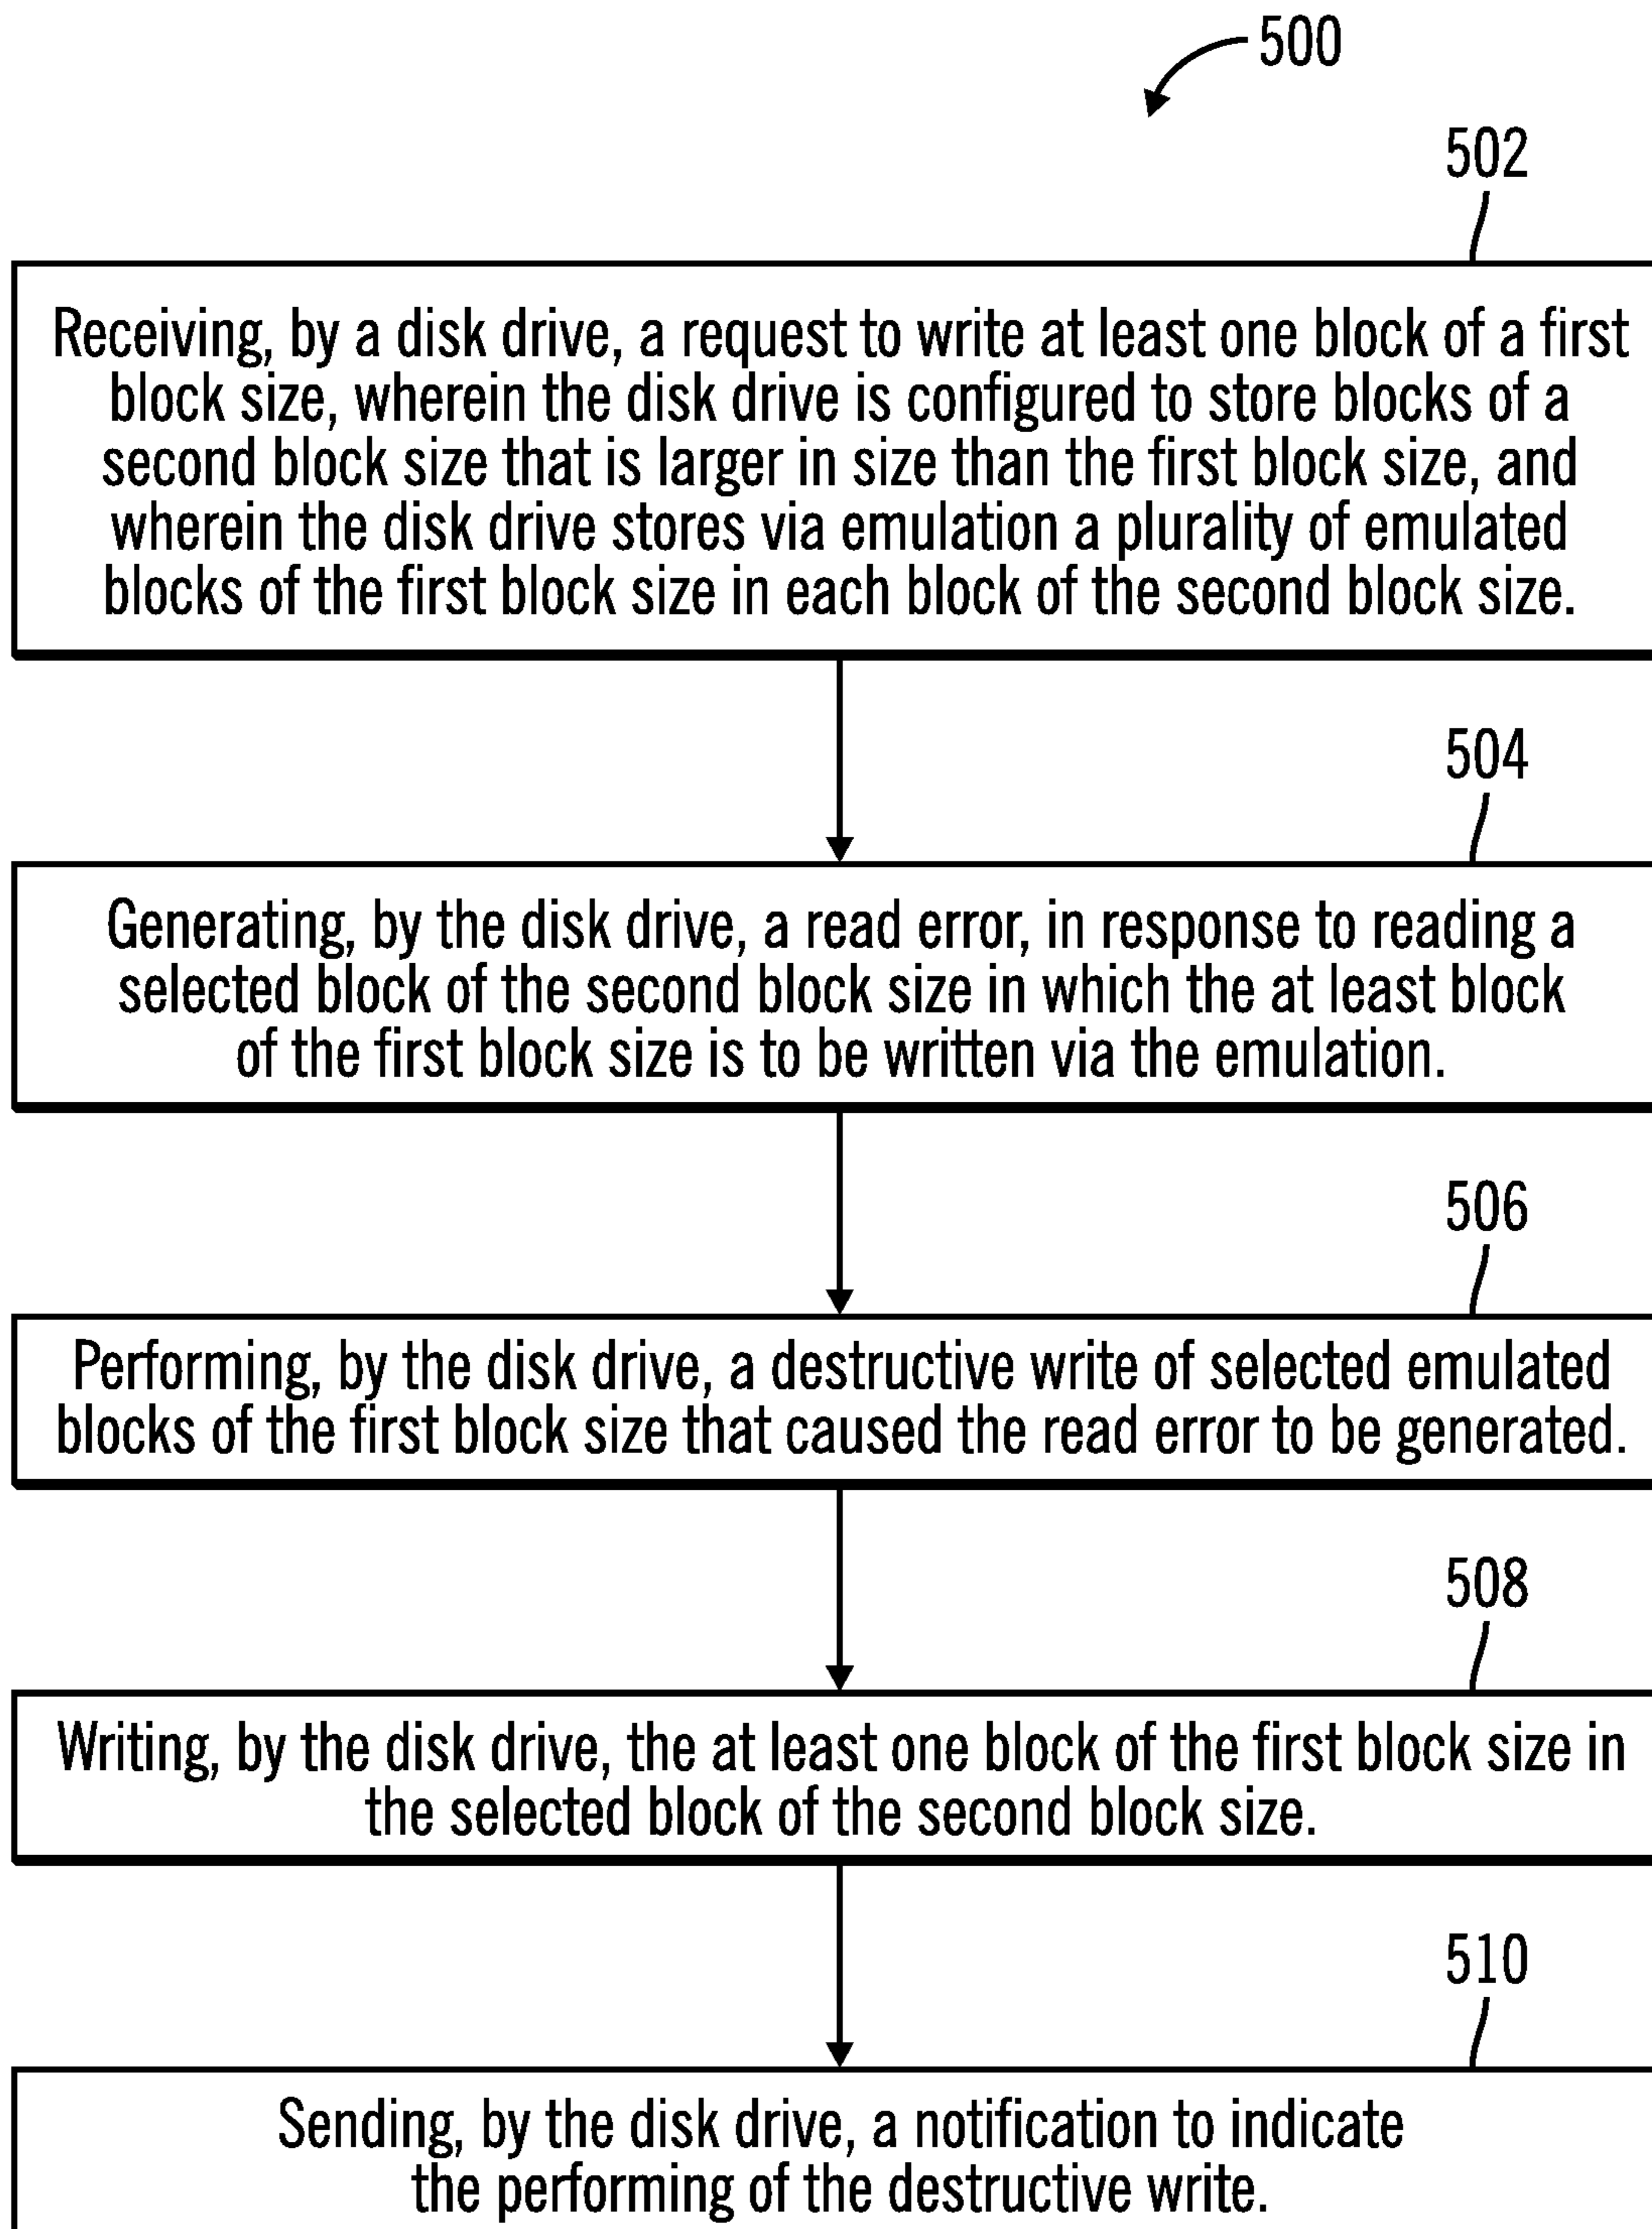 500
502
Receiving, by a disk drive, a request to write at least one block of a first
block size, wherein the disk drive is configured to store blocks of a
second block size that is larger in size than the first block size, and
wherein the disk drive stores via emulation a plurality of emulated
blocks of the first block size in each block of the second block size.
504
Generating, by the disk drive, a read error, in response to reading a
selected block of the second block size in which the at least block
of the first block size is to be written via the emulation.
506
Performing, by the disk drive, a destructive write of selected emulated
blocks of the first block size that caused the read error to be generated.
508
Writing, by the disk drive, the at least one block of the first block size in
the selected block of the second block size.
510
Sending, by the disk drive, a notification to indicate
the performing of the destructive write.